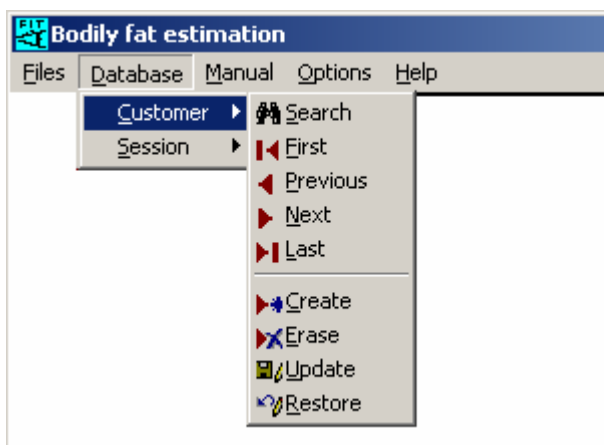 FIT
Bodily fat estimation
Files Database Manual Options Help
Customer
Session
Search
First
Previous
Next
Last
Create
Erase
Update
Restore